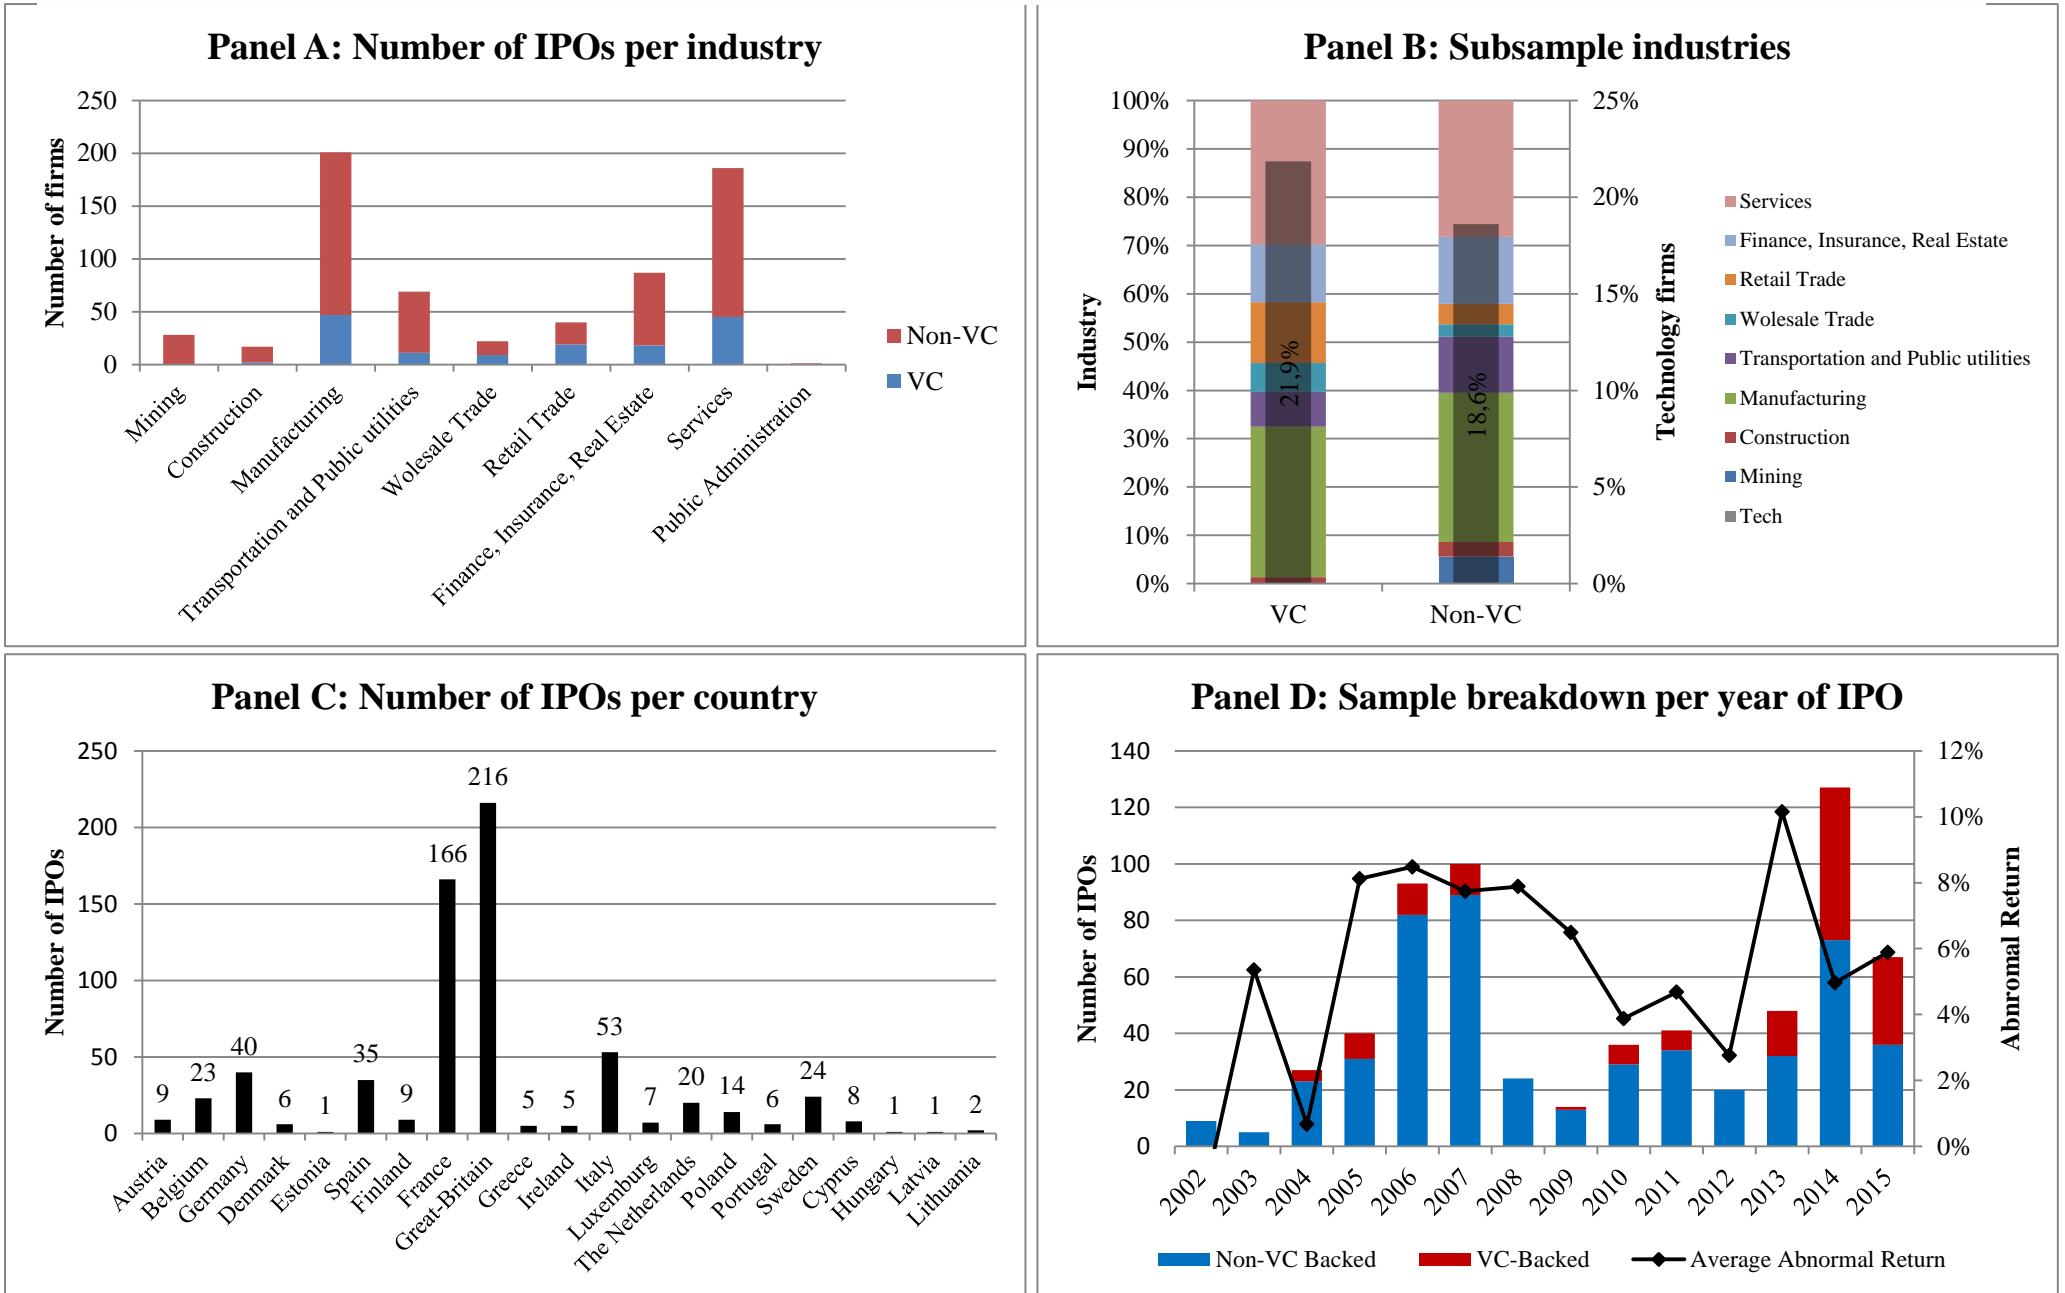 Panel A: Number of IPOs per industry
250
200
150
100
50
0
Number of firms
Mining
Construction
Manufacturing
Transportation and Public utilities
Wolesale Trade
Retail Trade
Finance, Insurance, Real Estate
Services
Public Administration
Non-VC
VC
Panel B: Subsample industries
100%
90%
80%
70%
60%
50%
40%
30%
20%
10%
0%
Industry
21,9%
18,6%
VC
Non-VC
25%
20%
15%
10%
5%
0%
Technology firms
Services
Finance, Insurance, Real Estate
Retail Trade
Wolesale Trade
Transportation and Public utilities
Manufacturing
Construction
Mining
Tech
Panel C: Number of IPOs per country
250
200
150
100
50
0
Number of IPOs
9
23
40
6
1
35
9
166
216
5
5
53
7
20
14
6
24
8
1
1
2
Austria
Belgium
Germany
Denmark
Estonia
Spain
Finland
France
Great-Britain
Greece
Ireland
Italy
Luxemburg
The Netherlands
Poland
Portugal
Sweden
Cyprus
Hungary
Latvia
Lithuania
Panel D: Sample breakdown per year of IPO
140
120
100
80
60
40
20
0
Number of IPOs
12%
10%
8%
6%
4%
2%
0%
Abnromal Return
2002
2003
2004
2005
2006
2007
2008
2009
2010
2011
2012
2013
2014
2015
Non-VC Backed
VC-Backed
Average Abnormal Return